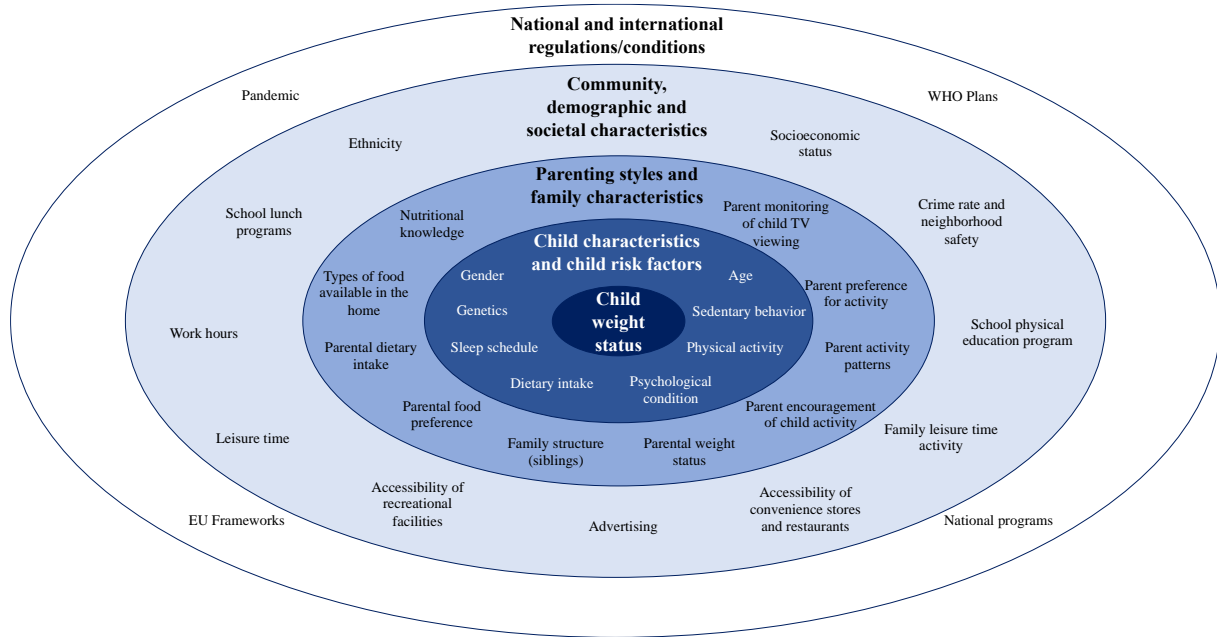 National and international
regulations/conditions
Pandemic
WHO Plans
EU Frameworks
National programs
Community,
demographic and
societal characteristics
Ethnicity
Socioeconomic
status
School lunch
programs
Crime rate and
neighborhood
safety
Work hours
School physical
education program
Leisure time
Family leisure time
activity
Accessibility of
recreational
facilities
Advertising
Accessibility of
convenience stores
and restaurants
Parenting styles and
family characteristics
Nutritional
knowledge
Parent monitoring
of child TV
viewing
Types of food
available in the
home
Parent preference
for activity
Parental dietary
intake
Parent activity
patterns
Parental food
preference
Parent encouragement
of child activity
Family structure
(siblings)
Parental weight
status
Child characteristics
and child risk factors
Gender
Age
Genetics
Sedentary behavior
Sleep schedule
Physical activity
Dietary intake
Psychological
condition
Child
weight
status